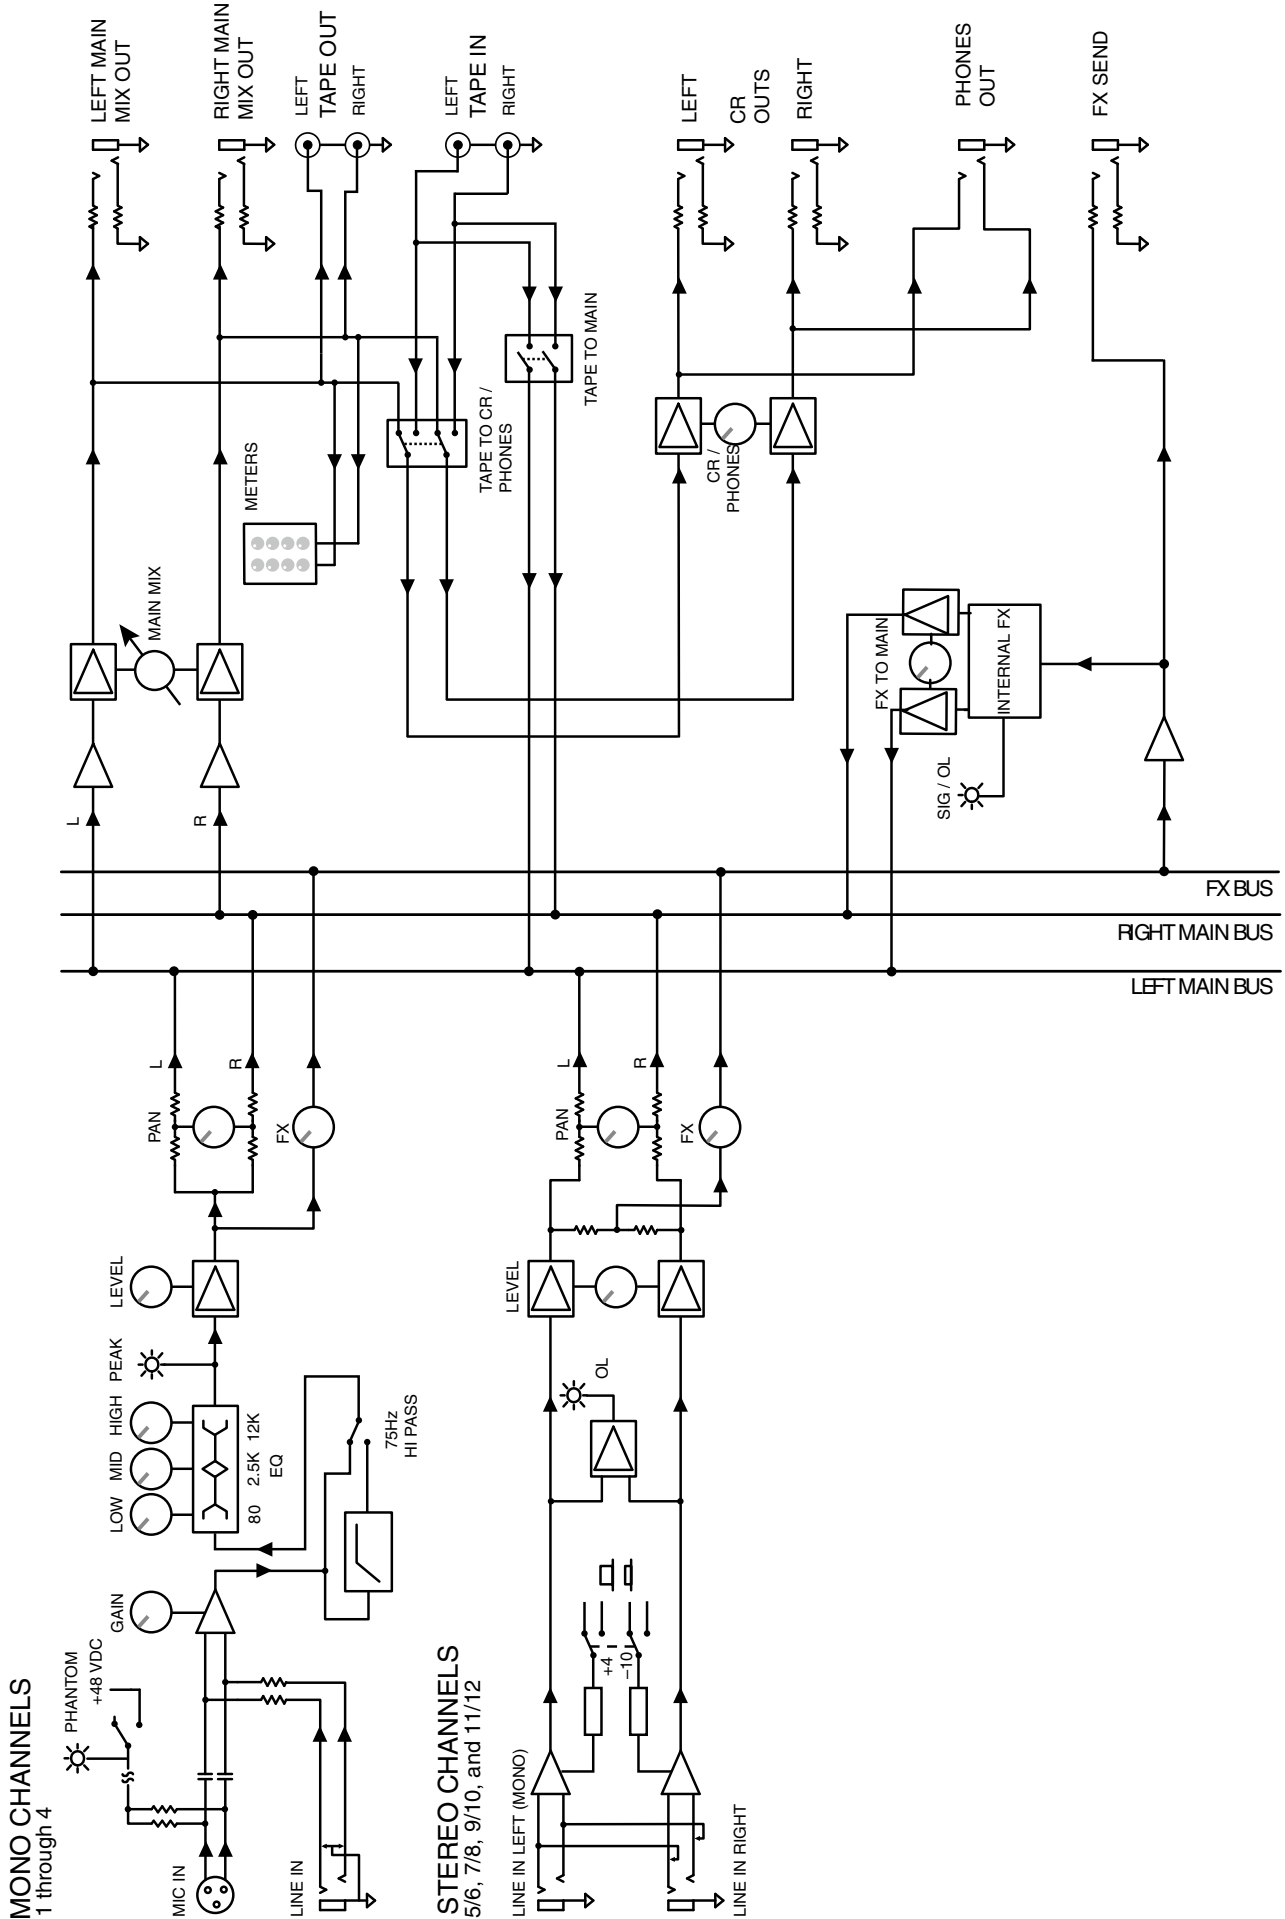 MONO CHANNELS
1 through 4
PHANTOM
+48 VDC
MIC IN
LINE IN
GAIN
LOW
MID
HIGH
PEAK
LEVEL
80 2.5K 12K
EQ
75Hz
HI PASS
PAN
L
R
FX
STEREO CHANNELS
5/6, 7/8, 9/10, and 11/12
LINE IN LEFT (MONO)
LINE IN RIGHT
+4
–10
OL
LEVEL
PAN
L
R
FX
LEFT MAIN BUS
RIGHT MAIN BUS
FX BUS
L
R
MAIN MIX
METERS
TAPE TO CR /
PHONES
TAPE TO MAIN
CR /
PHONES
FX TO MAIN
INTERNAL FX
SIG / OL
LEFT MAIN
MIX OUT
RIGHT MAIN
MIX OUT
LEFT
TAPE OUT
RIGHT
LEFT
TAPE IN
RIGHT
LEFT
CR
OUTS
RIGHT
PHONES
OUT
FX SEND